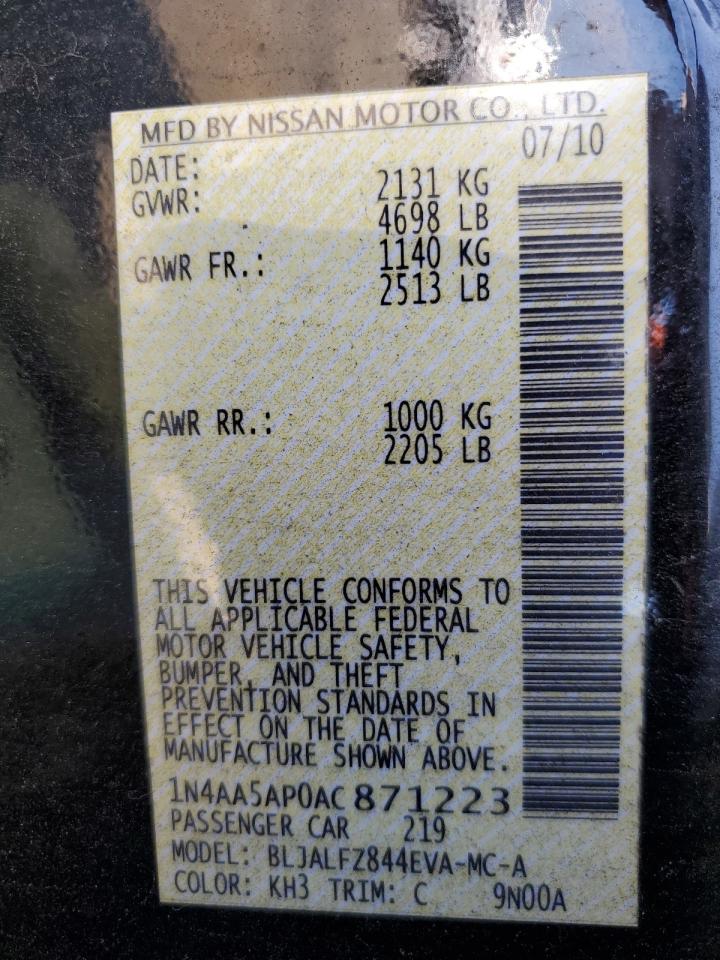 MFD BY NISSAN MOTOR CO., LTD.
DATE: 07/10
GVWR: 2131 KG
4698 LB
GAWR FR.: 1140 KG
2513 LB
GAWR RR.: 1000 KG
2205 LB
THIS VEHICLE CONFORMS TO
ALL APPLICABLE FEDERAL
MOTOR VEHICLE SAFETY,
BUMPER, AND THEFT
PREVENTION STANDARDS IN
EFFECT ON THE DATE OF
MANUFACTURE SHOWN ABOVE.
1N4AA5AP0AC871223
PASSENGER CAR 219
MODEL: BLJALFZ844EVA-MC-A
COLOR: KH3 TRIM: C 9N00A